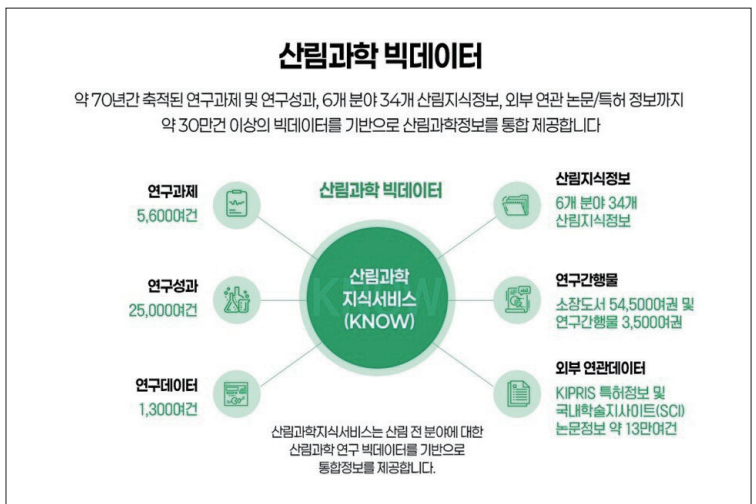 산림과학 빅데이터
약 70년간 축적된 연구과제 및 연구성과, 6개 분야 34개 산림지식정보, 외부 연관 논문/특허 정보까지
약 30만건 이상의 빅데이터를 기반으로 산림과학정보를 통합 제공합니다
산림과학 빅데이터
연구과제
5,600여건
연구성과
25,000여건
연구데이터
1,300여건
KNOW
산림과학
지식서비스
(KNOW)
산림지식정보
6개 분야 34개
산림지식정보
연구간행물
소장도서 54,5000여권 및
연구간행물 3,5000여권
외부 연관데이터
KIPRIS 특허정보 및
국내학술지사이트(SCI)
논문정보 약 13만여건
산림과학지식서비스는 산림 전 분야에 대한
산림과학 연구 빅데이터를 기반으로
통합정보를 제공합니다.